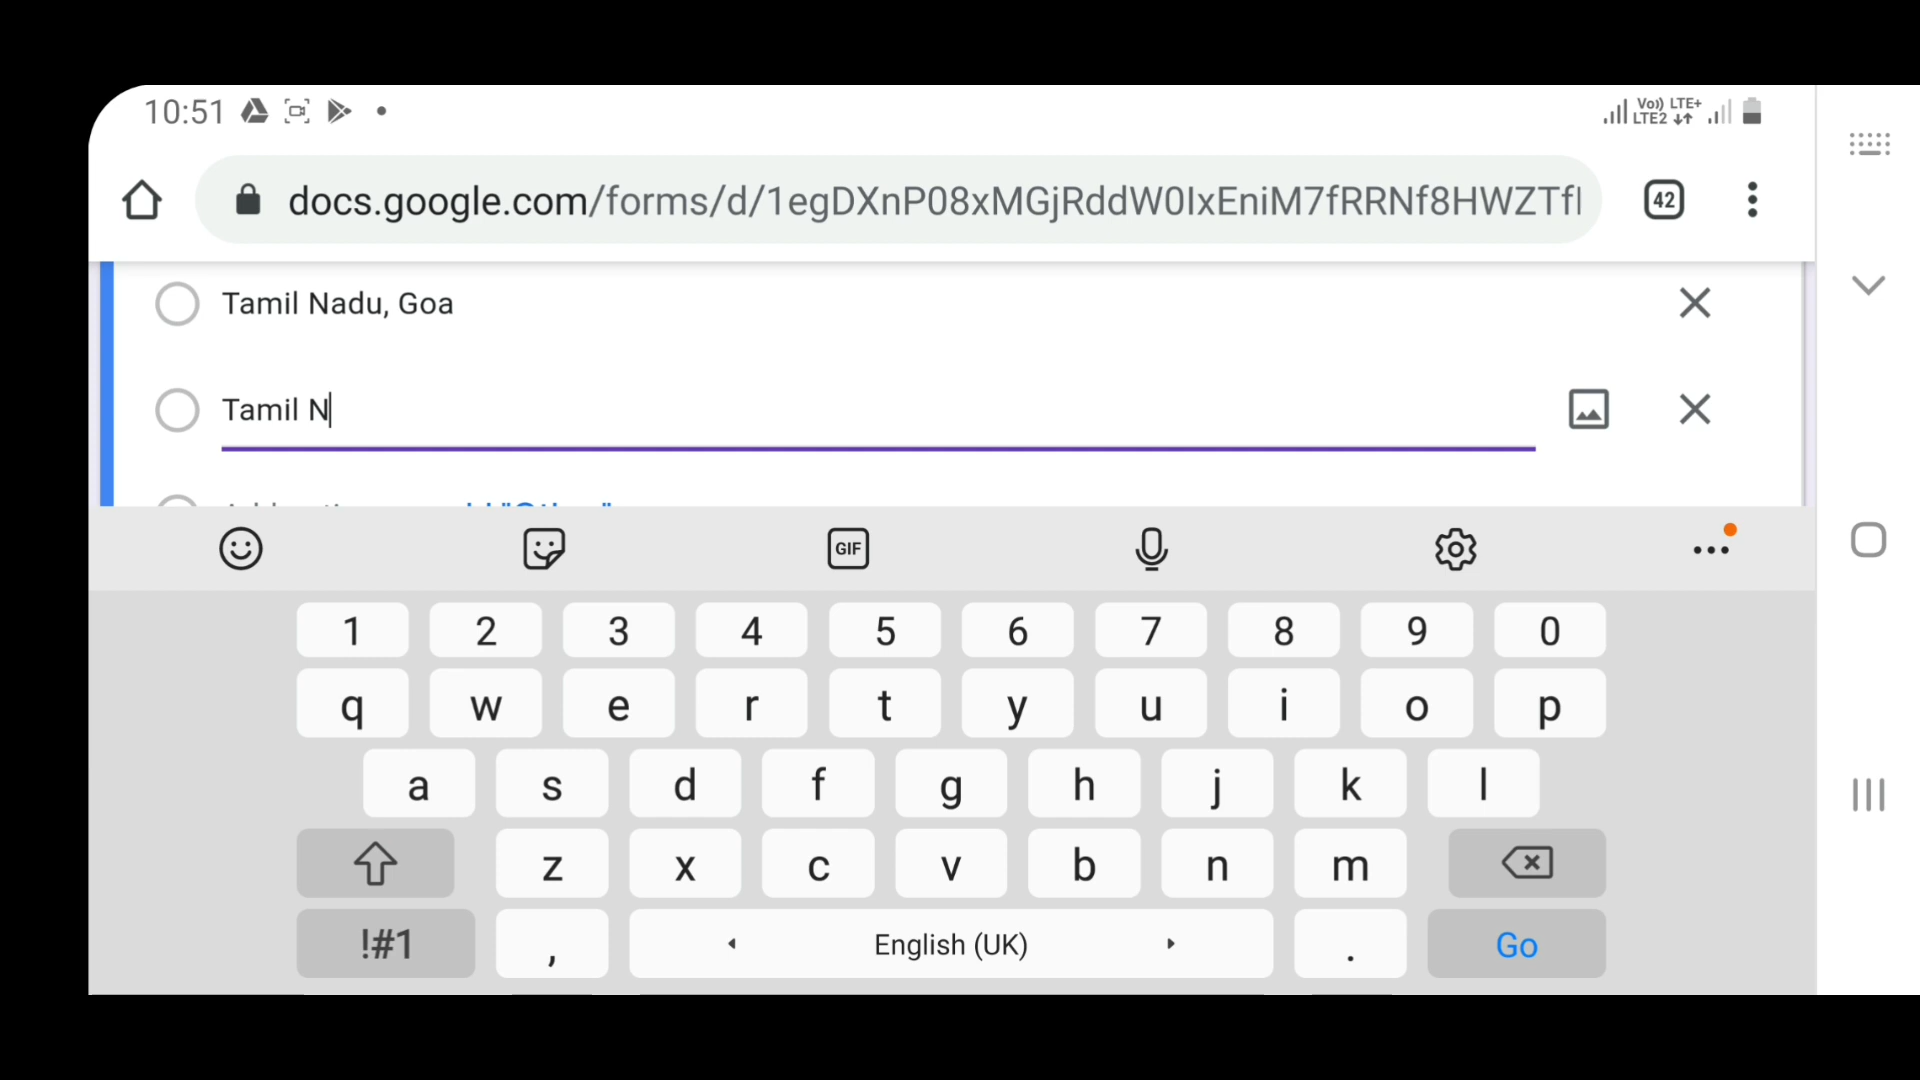 10:51
Vo)) LTE+
LTE2
docs.google.com/forms/d/1egDXnP08xMGjRddW0IxEniM7fRRNf8HWZTfI
42
Tamil Nadu, Goa
Tamil N
GIF
1 2 3 4 5 6 7 8 9 0
q w e r t y u i o p
a s d f g h j k l
z x c v b n m
!#1 , English (UK) . Go